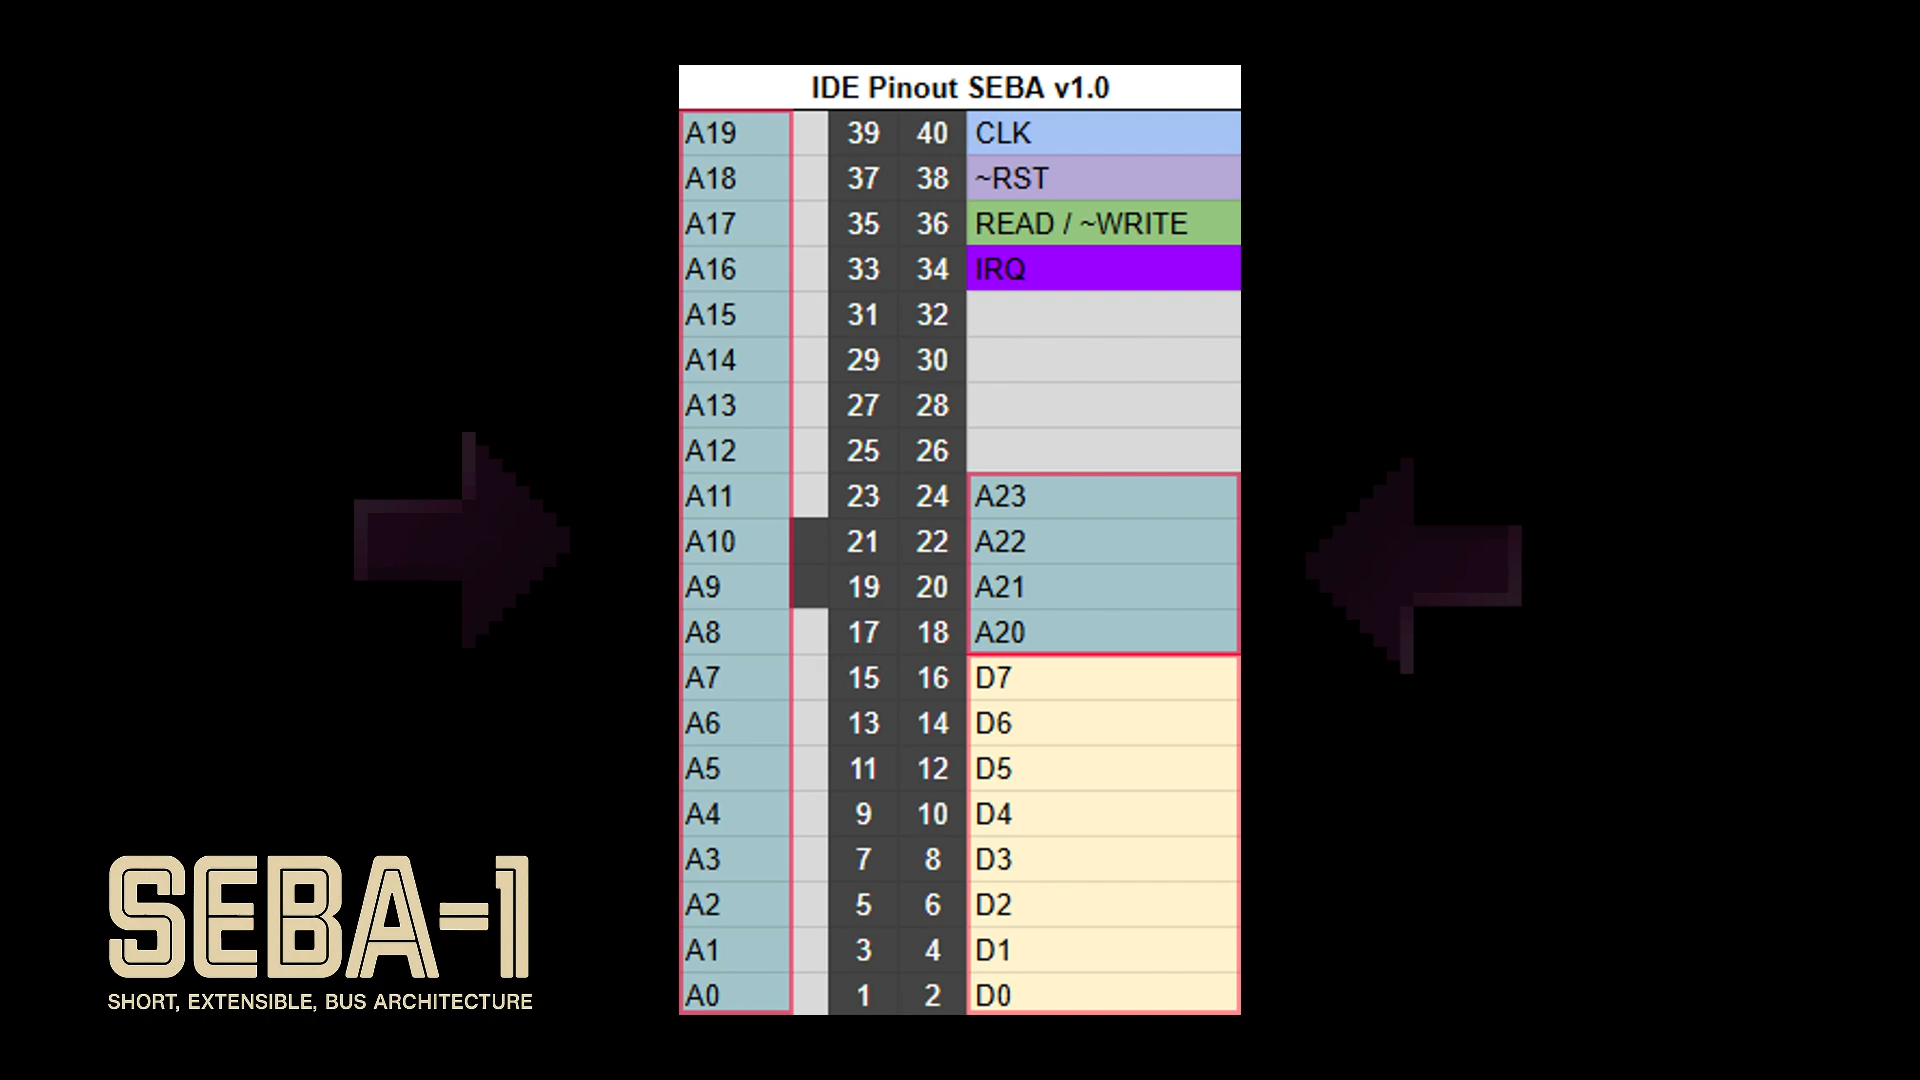 IDE Pinout SEBA v1.0
A19 39 40 CLK
A18 37 38 ~RST
A17 35 36 READ / ~WRITE
A16 33 34 IRQ
A15 31 32
A14 29 30
A13 27 28
A12 25 26
A11 23 24 A23
A10 21 22 A22
A9 19 20 A21
A8 17 18 A20
A7 15 16 D7
A6 13 14 D6
A5 11 12 D5
A4 9 10 D4
A3 7 8 D3
A2 5 6 D2
A1 3 4 D1
A0 1 2 D0
SEBA-1
SHORT, EXTENSIBLE, BUS ARCHITECTURE